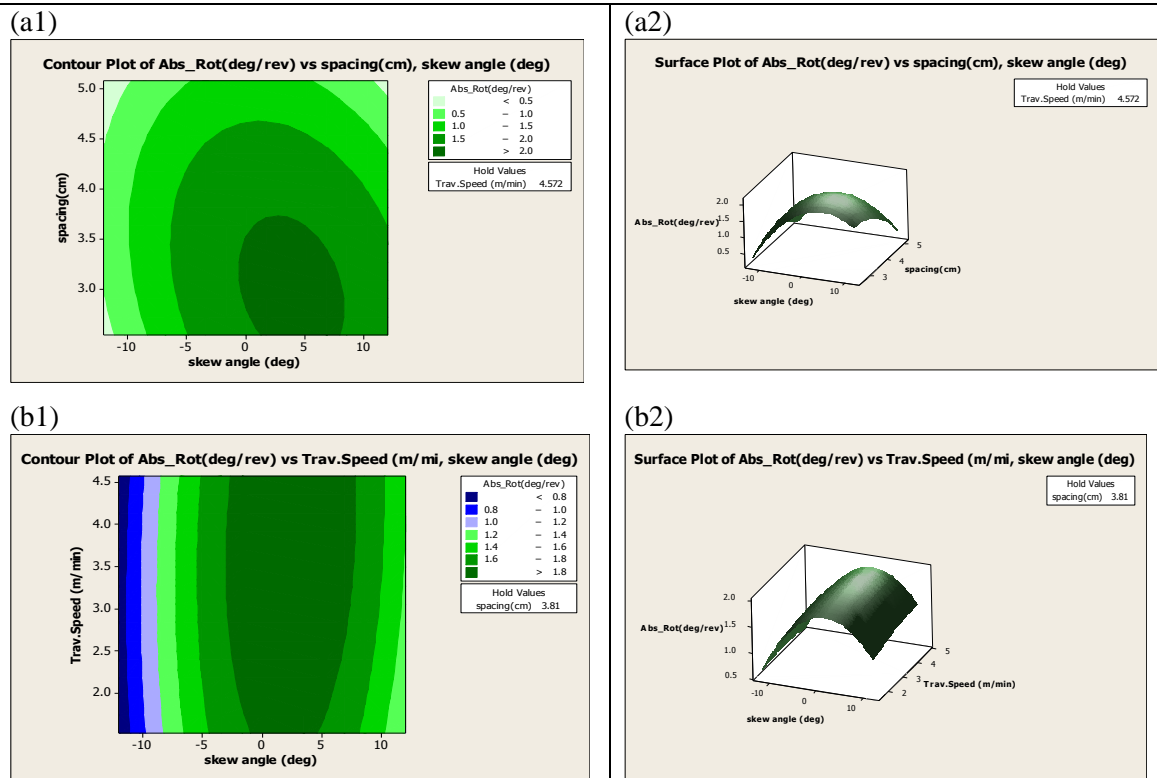 (a1)
Contour Plot of Abs_Rot(deg/rev) vs spacing(cm), skew angle (deg)
Abs_Rot(deg/rev)
< 0.5
0.5 – 1.0
1.0 – 1.5
1.5 – 2.0
> 2.0
Hold Values
Trav.Speed (m/min) 4.572
spacing(cm)
5.0
4.5
4.0
3.5
3.0
-10 -5 0 5 10
skew angle (deg)
(a2)
Surface Plot of Abs_Rot(deg/rev) vs spacing(cm), skew angle (deg)
Hold Values
Trav.Speed (m/min) 4.572
Abs_Rot(deg/rev)
2.0
1.5
1.0
0.5
-10 0 10
skew angle (deg)
3 4 5
spacing(cm)
(b1)
Contour Plot of Abs_Rot(deg/rev) vs Trav.Speed (m/mi, skew angle (deg)
Abs_Rot(deg/rev)
< 0.8
0.8 – 1.0
1.0 – 1.2
1.2 – 1.4
1.4 – 1.6
1.6 – 1.8
> 1.8
Hold Values
spacing(cm) 3.81
Trav.Speed (m/min)
4.5
4.0
3.5
3.0
2.5
2.0
-10 -5 0 5 10
skew angle (deg)
(b2)
Surface Plot of Abs_Rot(deg/rev) vs Trav.Speed (m/mi, skew angle (deg)
Hold Values
spacing(cm) 3.81
Abs_Rot(deg/rev)
2.0
1.5
1.0
0.5
-10 0 10
skew angle (deg)
2 3 4 5
Trav.Speed (m/min)